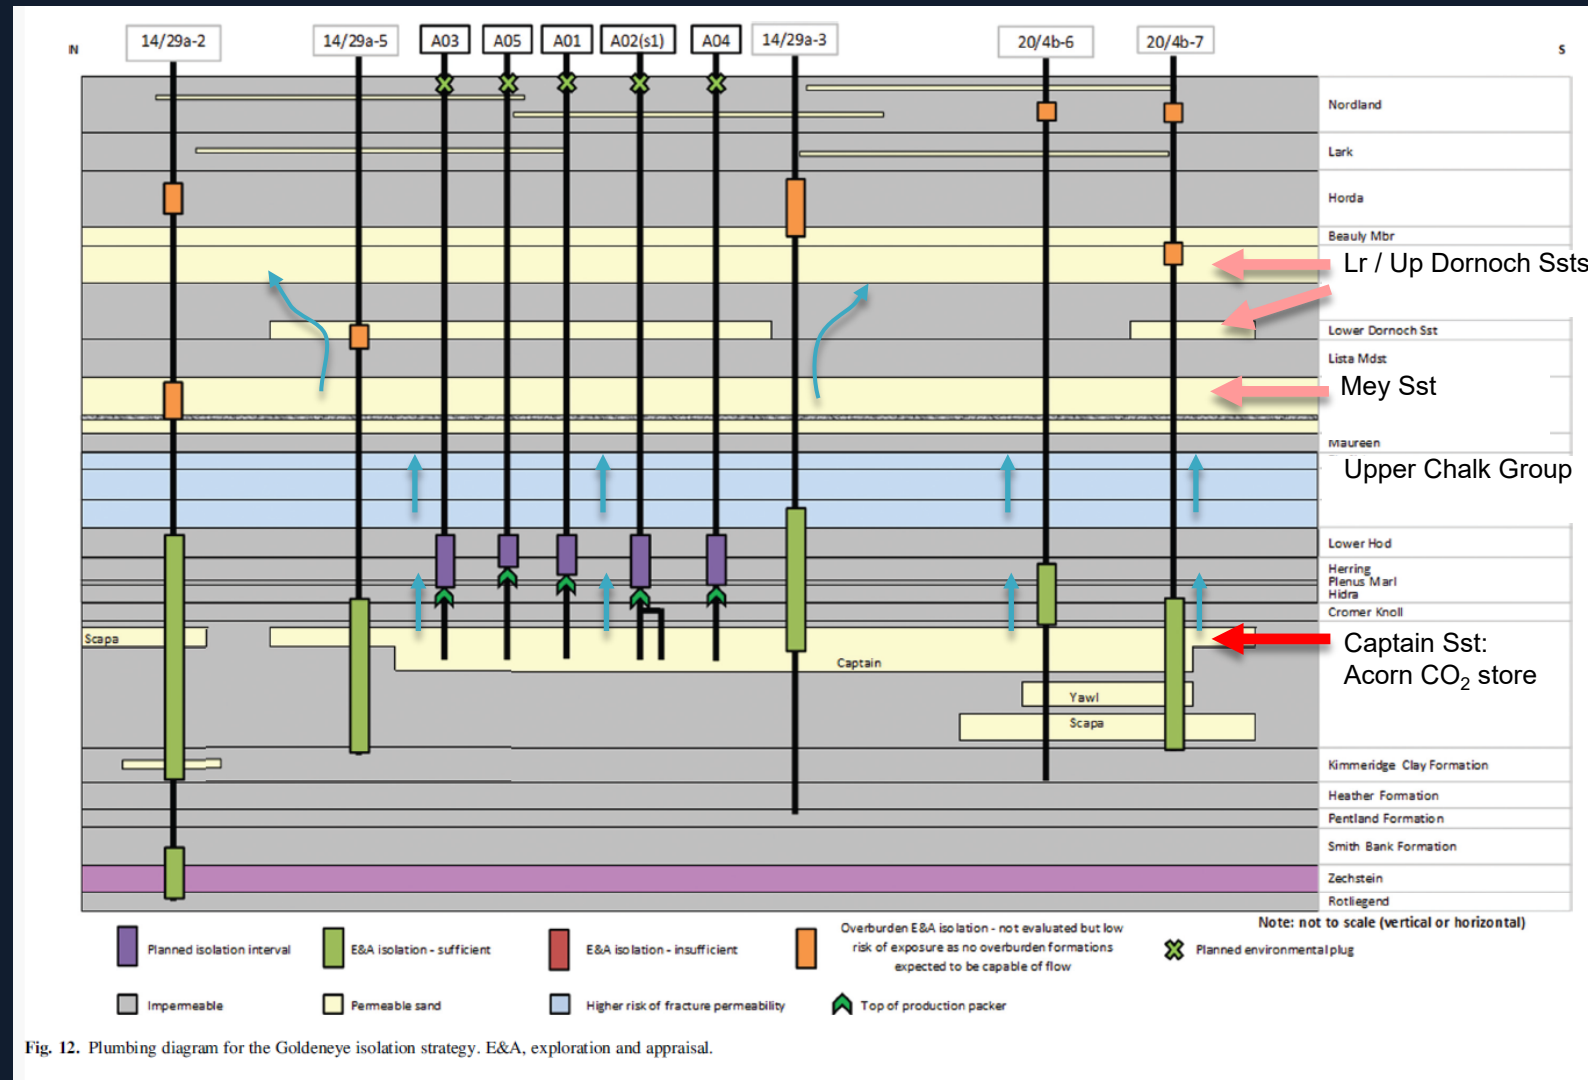 IN
14/29a-2
14/29a-5
A03
A05
A01
A02(s1)
A04
14/29a-3
20/4b-6
20/4b-7
S
Nordland
Lark
Horda
Beauly Mbr
Lr / Up Dornoch Ssts
Lower Dornoch Sst
Lista Mdst
Mey Sst
Maureen
Upper Chalk Group
Lower Hod
Herring
Plenus Marl
Hidra
Cromer Knoll
Scapa
Captain
Captain Sst:
Acorn CO₂ store
Yawl
Scapa
Kimmeridge Clay Formation
Heather Formation
Pentland Formation
Smith Bank Formation
Zechstein
Rotliegend
Note: not to scale (vertical or horizontal)
Planned isolation interval
E&A isolation - sufficient
E&A isolation - insufficient
Overburden E&A isolation - not evaluated but low
risk of exposure as no overburden formations
expected to be capable of flow
Planned environmental plug
Impermeable
Permeable sand
Higher risk of fracture permeability
Top of production packer
Fig. 12. Plumbing diagram for the Goldeneye isolation strategy. E&A, exploration and appraisal.